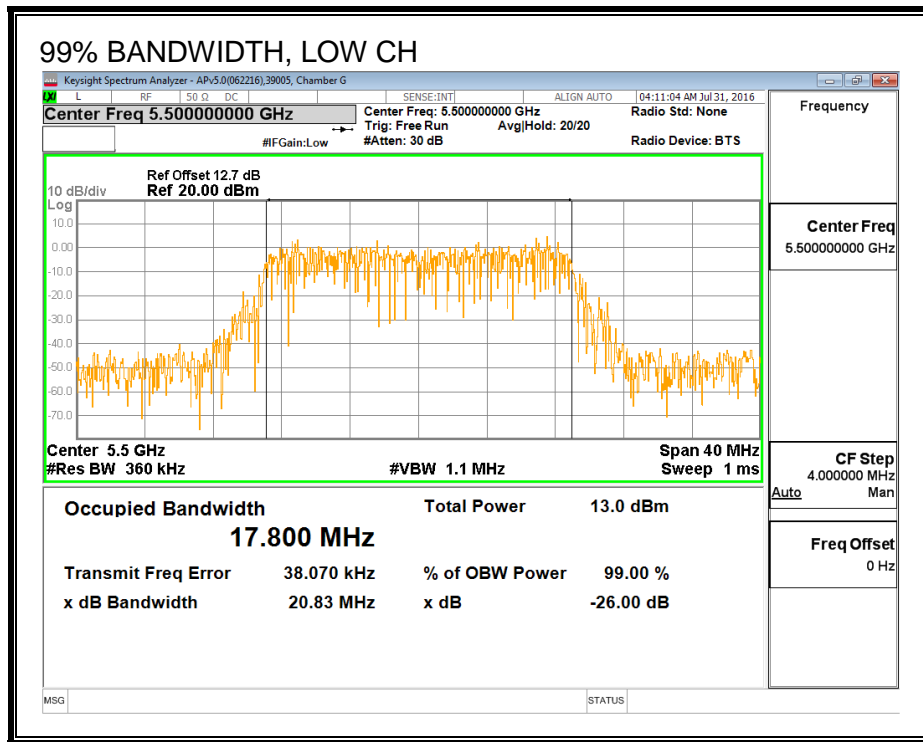 99% BANDWIDTH, LOW CH
Keysight Spectrum Analyzer - APv5.0(062216),39005, Chamber G
LXI L RF 50 Ω DC SENSE:INT ALIGN AUTO 04:11:04 AM Jul 31, 2016
Center Freq 5.500000000 GHz
Center Freq: 5.500000000 GHz
Radio Std: None
Trig: Free Run Avg|Hold: 20/20
#IFGain:Low
#Atten: 30 dB
Radio Device: BTS
Ref Offset 12.7 dB
10 dB/div Ref 20.00 dBm
Log
10.0
0.00
-10.0
-20.0
-30.0
-40.0
-50.0
-60.0
-70.0
Center 5.5 GHz Span 40 MHz
#Res BW 360 kHz #VBW 1.1 MHz Sweep 1 ms
Occupied Bandwidth Total Power 13.0 dBm
17.800 MHz
Transmit Freq Error 38.070 kHz % of OBW Power 99.00 %
x dB Bandwidth 20.83 MHz x dB -26.00 dB
MSG STATUS
Frequency
Center Freq
5.500000000 GHz
CF Step
4.000000 MHz
Auto Man
Freq Offset
0 Hz